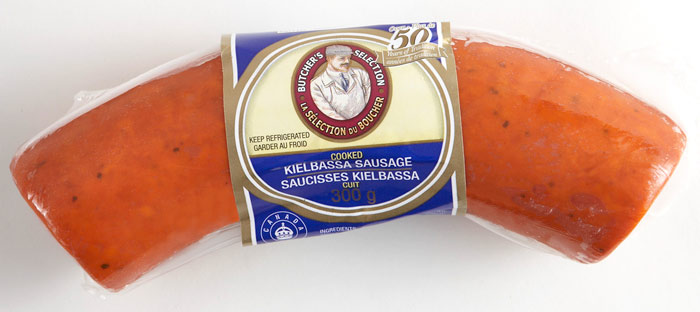 50
BUTCHER'S SELECTION
LA SÉLECTION DU BOUCHER
KEEP REFRIGERATED
GARDER AU FROID
COOKED
KIELBASSA SAUSAGE
SAUCISSES KIELBASSA
CUIT
300 g
CANADA
INGREDIENTS